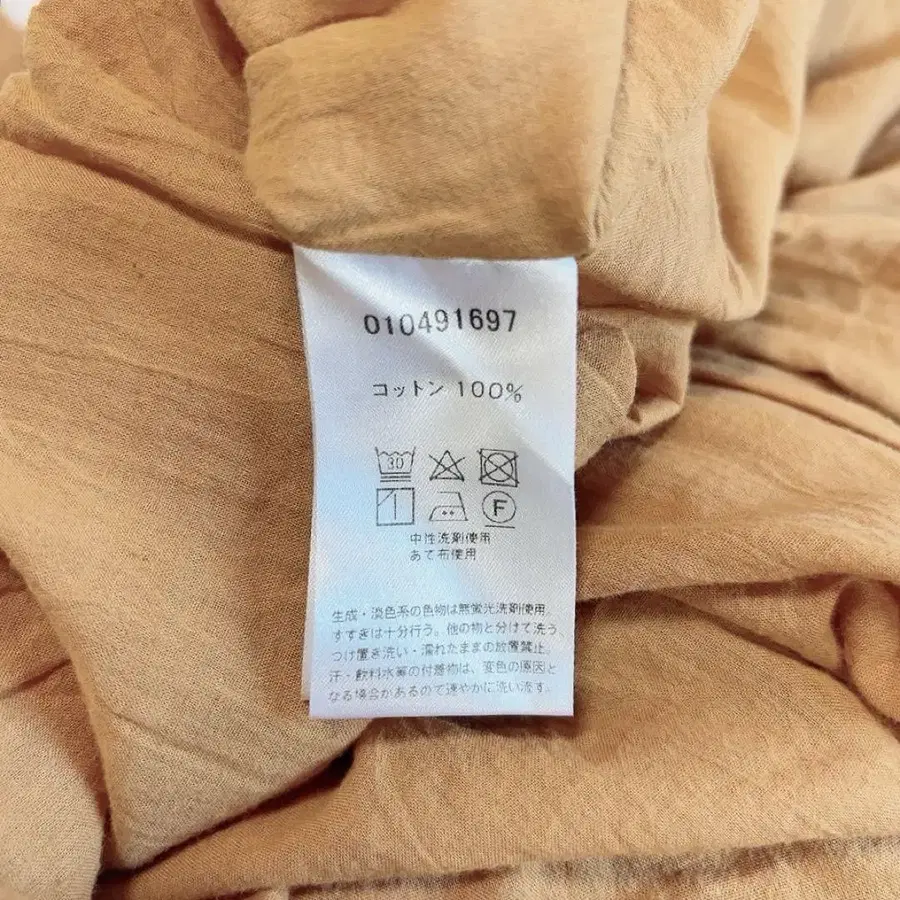 010491697
コットン 100%
30
F
中性洗剤使用
あて布使用
生成・淡色系の色物は無蛍光洗剤使用。
すすぎは十分行う。他の物と分けて洗う。
つけ置き洗い・濡れたままの放置禁止。
汗・飲料水等の付着物は、変色の原因と
なる場合があるので速やかに洗い流す。